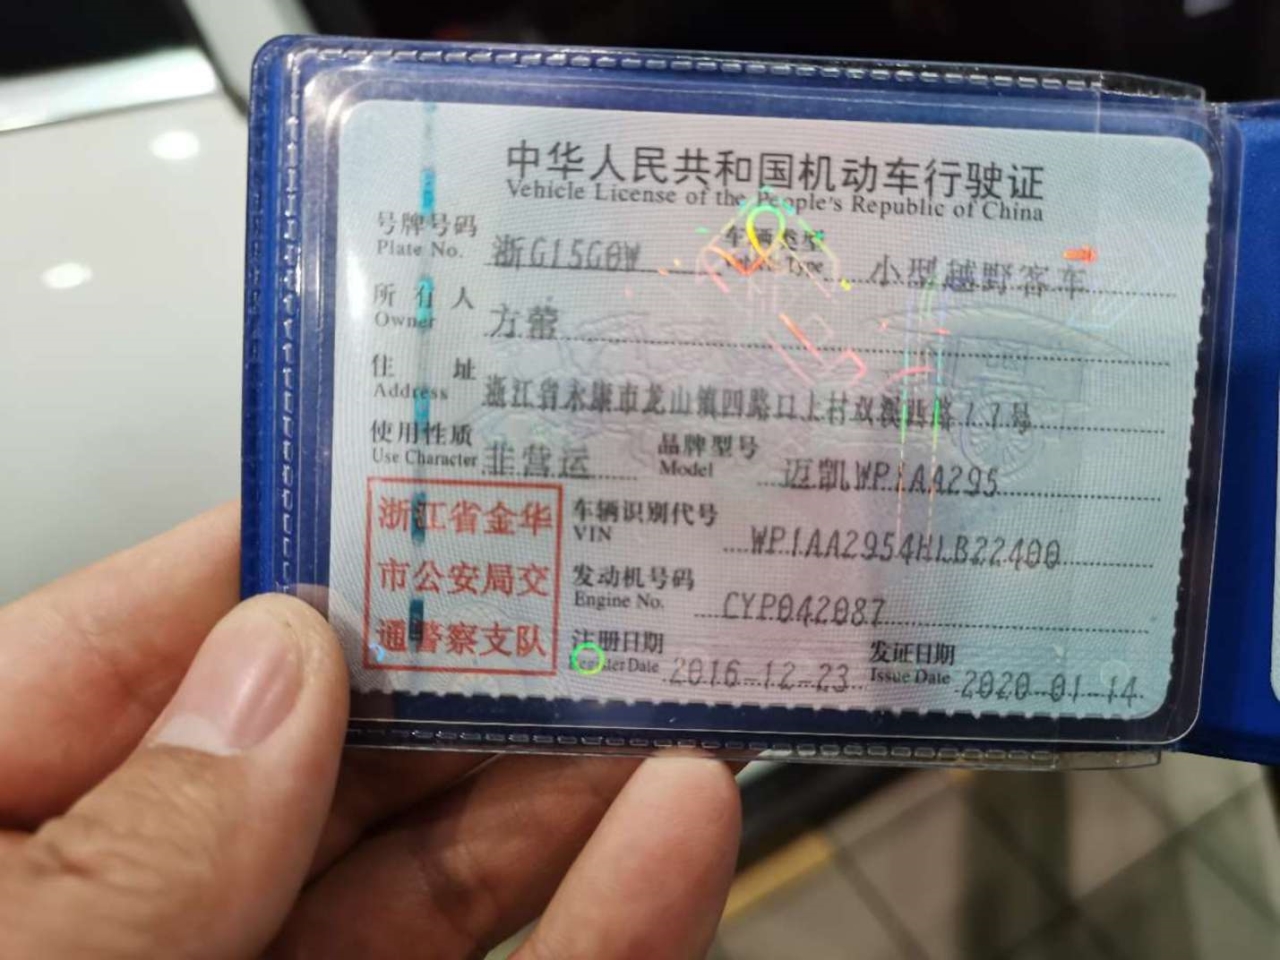 中华人民共和国机动车行驶证
Vehicle License of the People's Republic of China
号牌号码 浙G15G0W 车辆类型 小型越野客车
Plate No. Type
所有人 方蕾
Owner
住址 浙江省永康市龙山镇四路口上村双溪西路77号
Address
使用性质 非营运 品牌型号 迈凯WP1AA295
Use Character Model
浙江省金华
市公安局交
通警察支队
车辆识别代号 WP1AA2954HLB22400
VIN
发动机号码 CYP042087
Engine No.
注册日期 2016-12-23 发证日期 2020-01-14
Register Date Issue Date